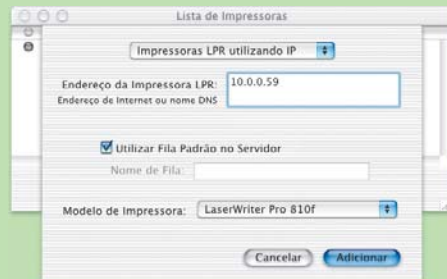 Lista de Impressoras
Impressoras LPR utilizando IP
Endereço da Impressora LPR: 10.0.0.59
Endereço de Internet ou nome DNS
Utilizar Fila Padrão no Servidor
Nome de Fila:
Modelo de Impressora: LaserWriter Pro 810f
Cancelar Adicionar